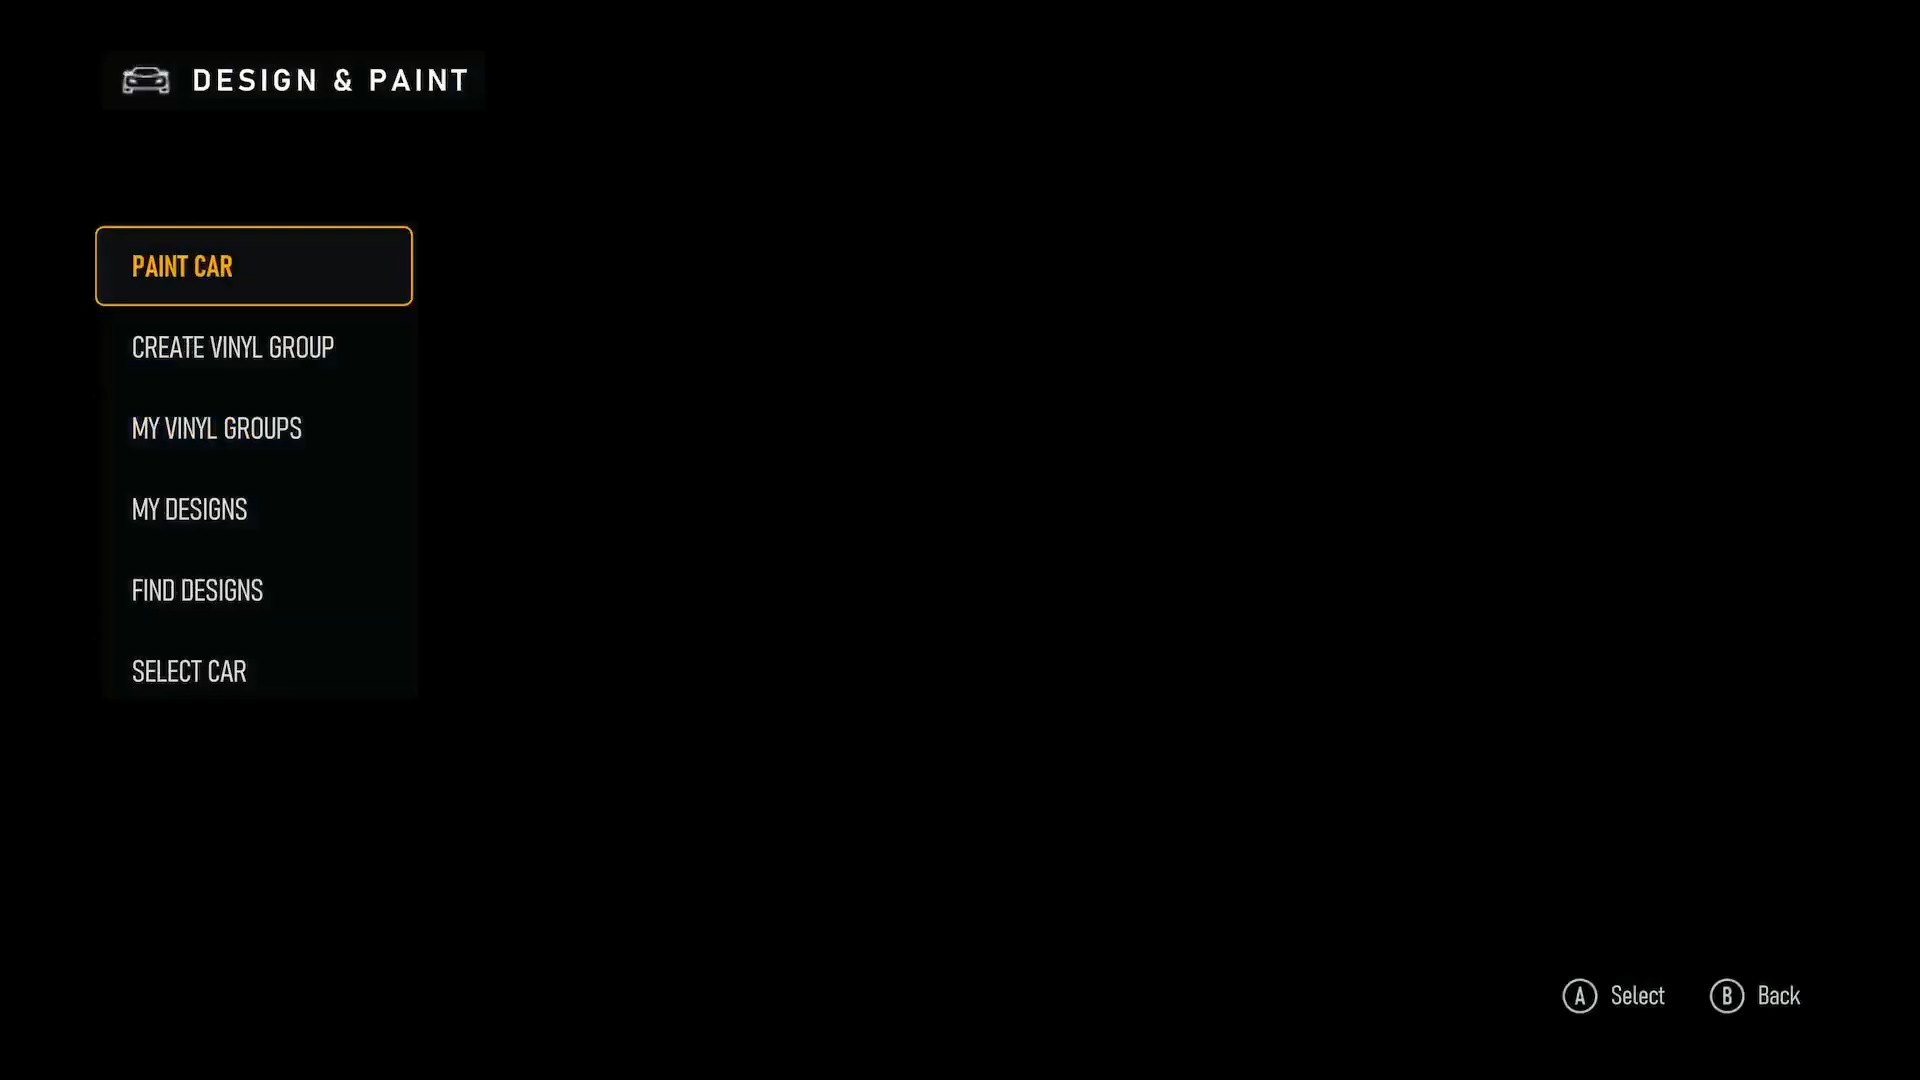 DESIGN & PAINT
PAINT CAR
CREATE VINYL GROUP
MY VINYL GROUPS
MY DESIGNS
FIND DESIGNS
SELECT CAR
A Select B Back